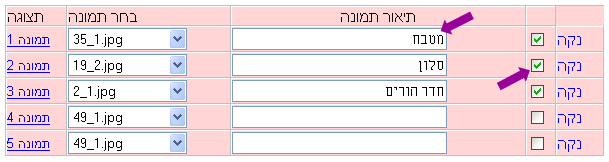 תיאור תמונה בחר תמונה תצוגה
נקה מטבח 35_1.jpg תמונה 1
נקה סלון 19_2.jpg תמונה 2
נקה חדר הורים 2_1.jpg תמונה 3
נקה 49_1.jpg תמונה 4
נקה 49_1.jpg תמונה 5